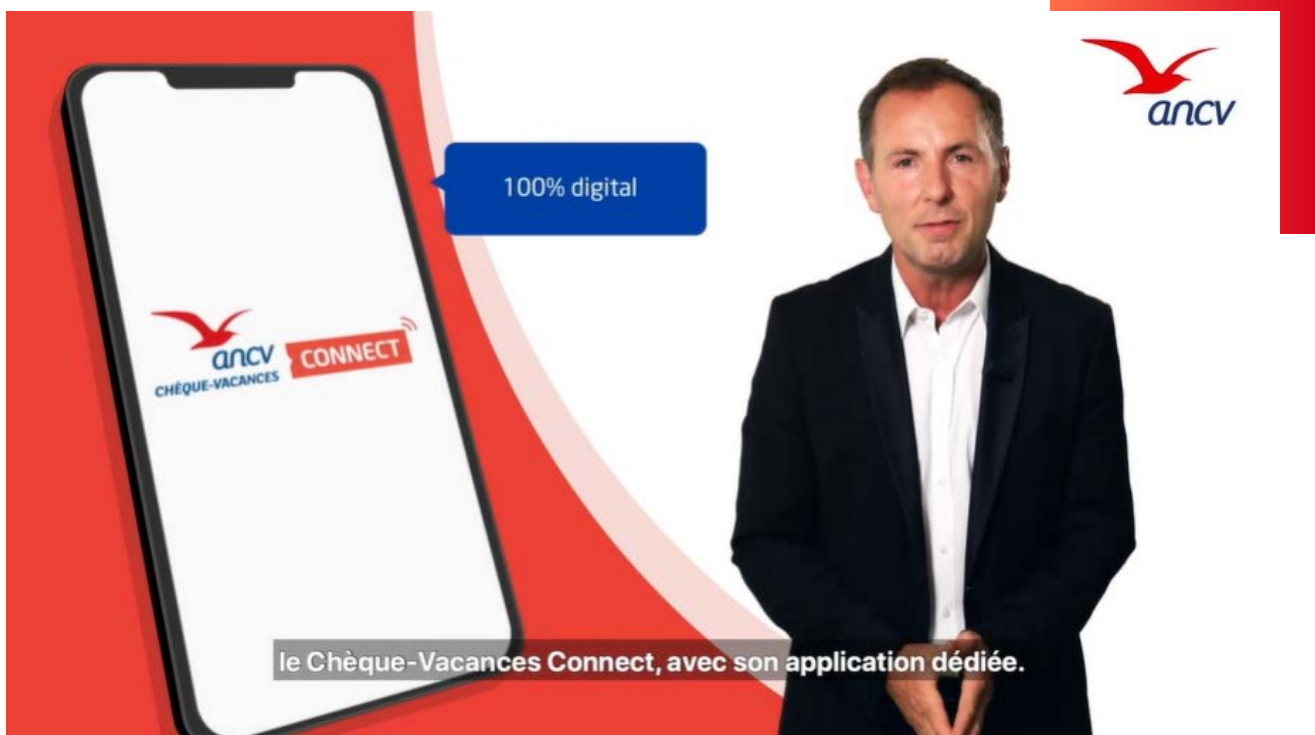 ancv
100% digital
ancv
CONNECT
CHÈQUE-VACANCES
le Chèque-Vacances Connect, avec son application dédiée.